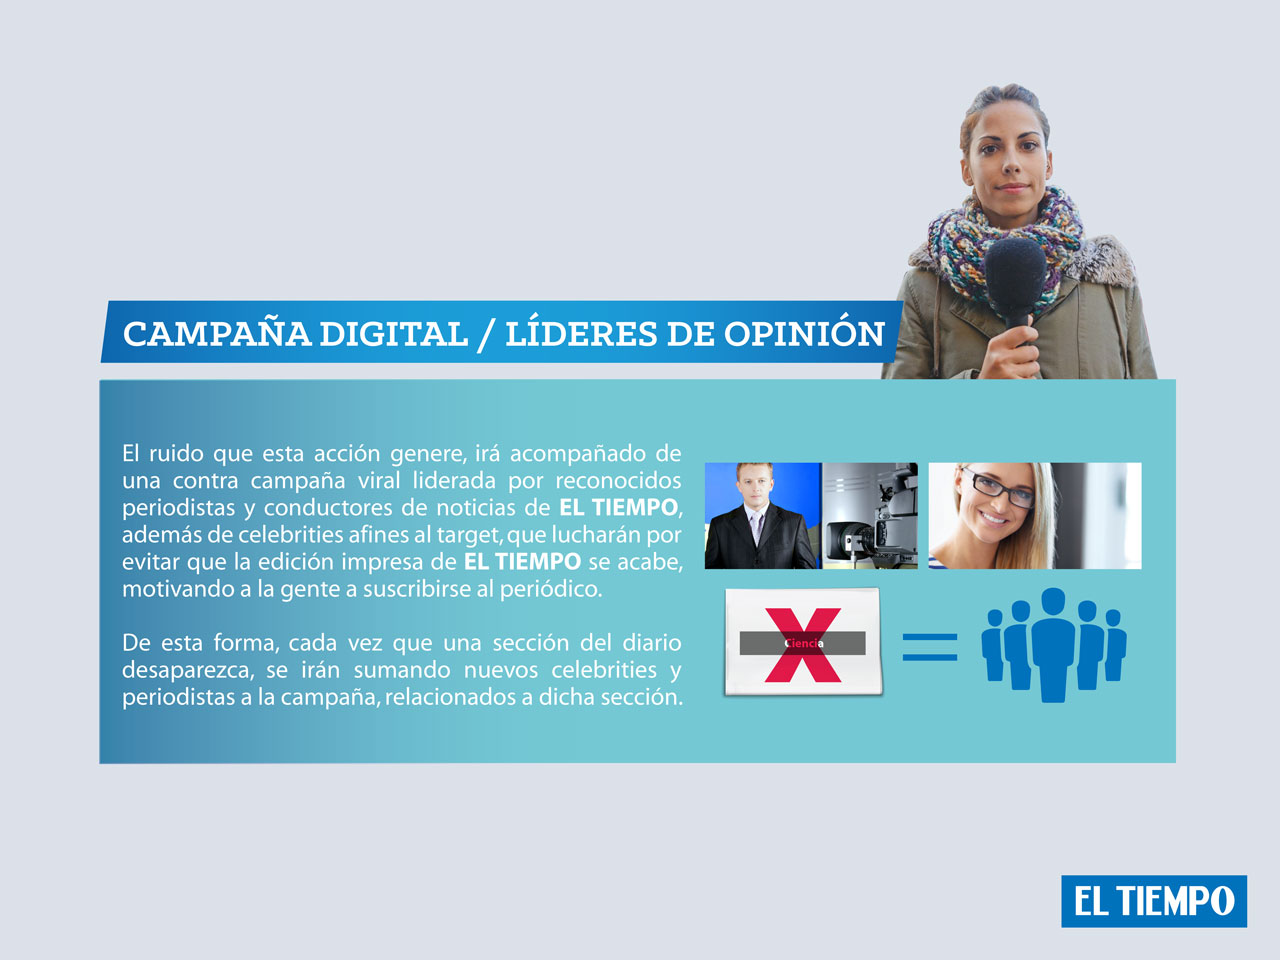 CAMPAÑA DIGITAL / LÍDERES DE OPINIÓN
El ruido que esta acción genere, irá acompañado de
una contra campaña viral liderada por reconocidos
periodistas y conductores de noticias de EL TIEMPO,
además de celebrities afines al target, que lucharán por
evitar que la edición impresa de EL TIEMPO se acabe,
motivando a la gente a suscribirse al periódico.
De esta forma, cada vez que una sección del diario
desaparezca, se irán sumando nuevos celebrities y
periodistas a la campaña, relacionados a dicha sección.
Ciencia
X =
EL TIEMPO